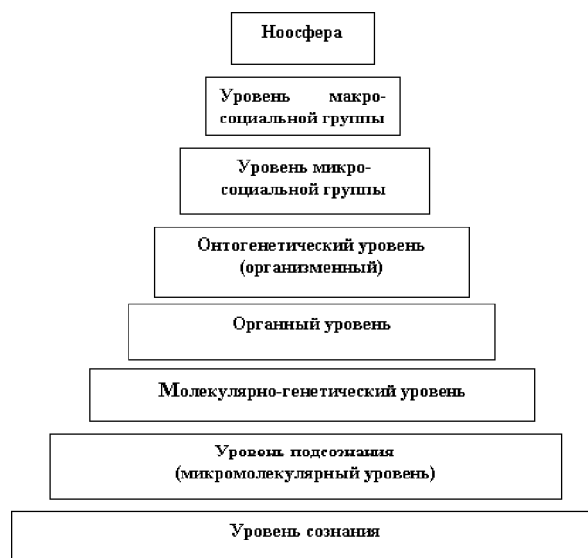 Ноосфера
Уровень макро-
социальной группы
Уровень микро-
социальной группы
Онтогенетический уровень
(организменный)
Органный уровень
Молекулярно-генетический уровень
Уровень подсознания
(микромолекулярный уровень)
Уровень сознания